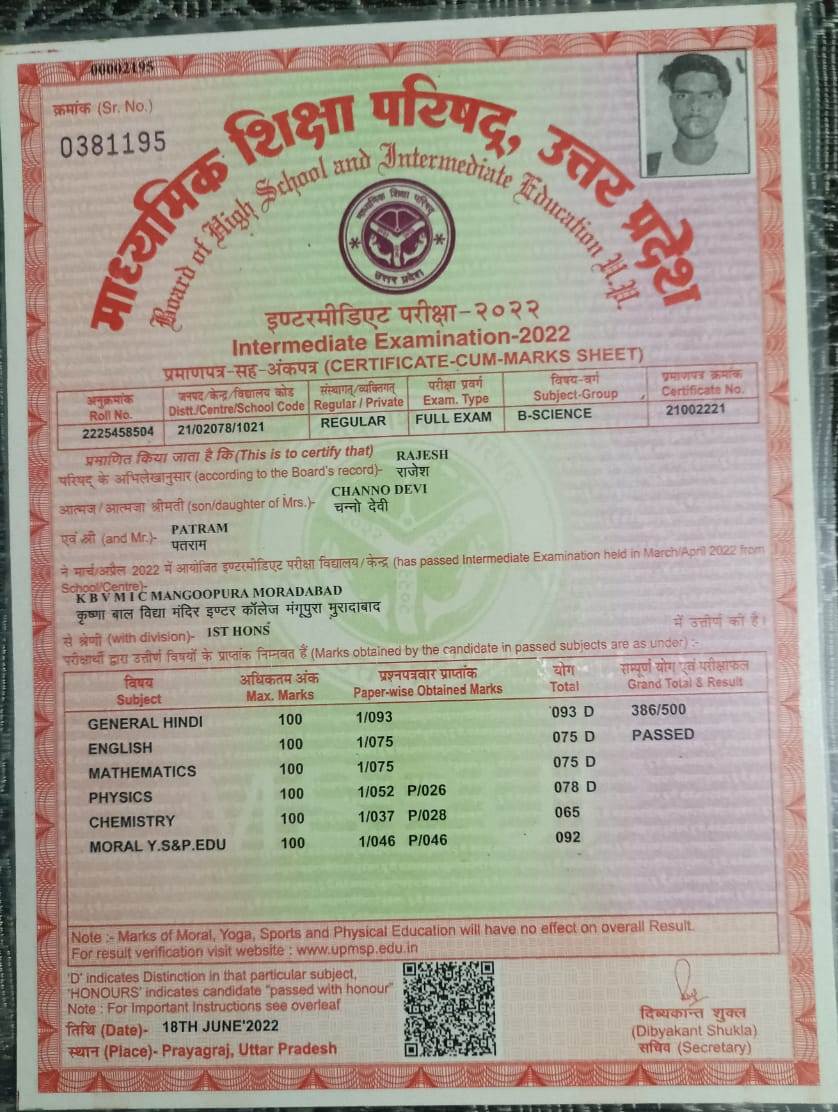 00002195
क्रमांक (Sr. No.)
0381195
माध्यमिक शिक्षा परिषद्, उत्तर प्रदेश
Board of High School and Intermediate Education U.P.
माध्यमिक शिक्षा परिषद्
उत्तर प्रदेश
इण्टरमीडिएट परीक्षा-२०२२
Intermediate Examination-2022
प्रमाणपत्र-सह-अंकपत्र (CERTIFICATE-CUM-MARKS SHEET)
अनुक्रमांक जनपद/केन्द्र/विद्यालय कोड संस्थागत/व्यक्तिगत परीक्षा प्रवर्ग विषय-वर्ग प्रमाणपत्र क्रमांक
Roll No. Distt./Centre/School Code Regular / Private Exam. Type Subject-Group Certificate No.
2225458504 21/02078/1021 REGULAR FULL EXAM B-SCIENCE 21002221
प्रमाणित किया जाता है कि (This is to certify that) RAJESH
परिषद के अभिलेखानुसार (according to the Board's record)- राजेश
CHANNO DEVI
आत्मज/आत्मजा श्रीमती (son/daughter of Mrs.)- चन्नो देवी
PATRAM
एवं श्री (and Mr.)- पतराम
ने मार्च/अप्रैल 2022 में आयोजित इण्टरमीडिएट परीक्षा विद्यालय/केन्द्र (has passed Intermediate Examination held in March/April 2022 from
School/Centre)-
K B V M I C MANGOOPURA MORADABAD
कृष्णा बाल विद्या मंदिर इण्टर कॉलेज मंगूपुरा मुरादाबाद
से श्रेणी (with division)- 1ST HONS में उत्तीर्ण की है।
परीक्षार्थी द्वारा उत्तीर्ण विषयों के प्राप्तांक निम्नवत हैं (Marks obtained by the candidate in passed subjects are as under) :-
विषय अधिकतम अंक प्रश्नपत्रवार प्राप्तांक योग सम्पूर्ण योग एवं परीक्षाफल
Subject Max. Marks Paper-wise Obtained Marks Total Grand Total & Result
GENERAL HINDI 100 1/093 093 D 386/500
ENGLISH 100 1/075 075 D PASSED
MATHEMATICS 100 1/075 075 D
PHYSICS 100 1/052 P/026 078 D
CHEMISTRY 100 1/037 P/028 065
MORAL Y.S&P.EDU 100 1/046 P/046 092
Note :- Marks of Moral, Yoga, Sports and Physical Education will have no effect on overall Result.
For result verification visit website : www.upmsp.edu.in
'D' indicates Distinction in that particular subject,
'HONOURS' indicates candidate "passed with honour"
Note : For Important Instructions see overleaf
तिथि (Date)- 18TH JUNE'2022
स्थान (Place)- Prayagraj, Uttar Pradesh
दिब्यकान्त शुक्ल
(Dibyakant Shukla)
सचिव (Secretary)